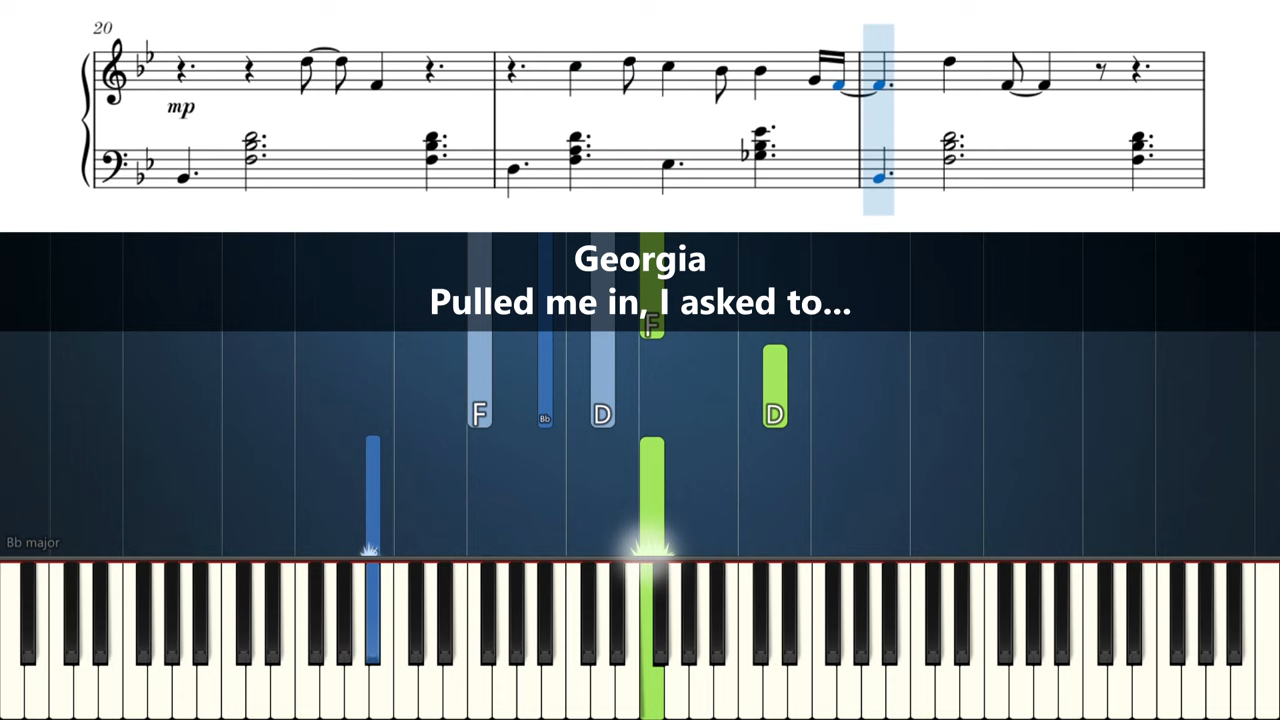 20
mp
Georgia
Pulled me in, I asked to...
F
F
Bb
D
D
Bb major